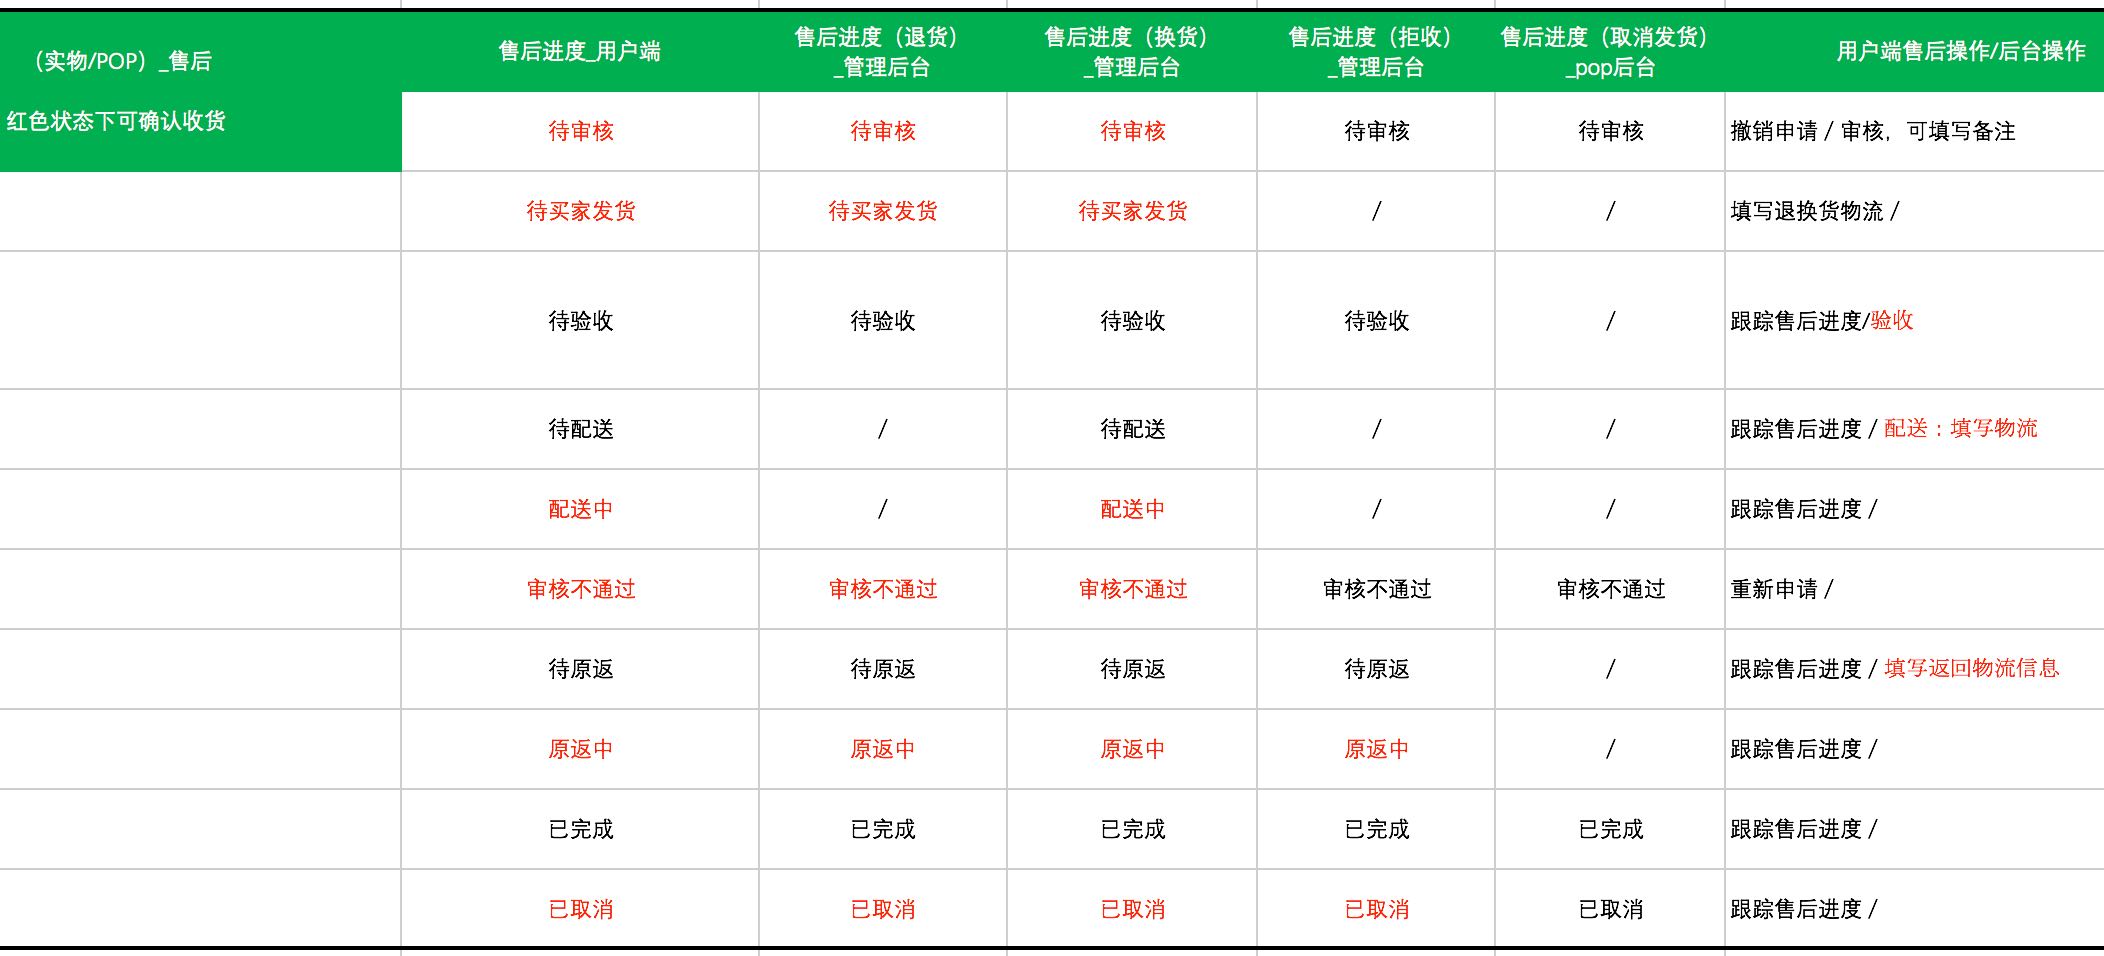 （实物/POP）_售后
红色状态下可确认收货
售后进度_用户端
售后进度（退货）
_管理后台
售后进度（换货）
_管理后台
售后进度（拒收）
_管理后台
售后进度（取消发货）
_pop后台
用户端售后操作/后台操作
待审核 待审核 待审核 待审核 待审核 撤销申请 / 审核，可填写备注
待买家发货 待买家发货 待买家发货 / / 填写退换货物流 /
待验收 待验收 待验收 待验收 / 跟踪售后进度/验收
待配送 / 待配送 / / 跟踪售后进度 / 配送：填写物流
配送中 / 配送中 / / 跟踪售后进度 /
审核不通过 审核不通过 审核不通过 审核不通过 审核不通过 重新申请 /
待原返 待原返 待原返 待原返 / 跟踪售后进度 / 填写返回物流信息
原返中 原返中 原返中 原返中 / 跟踪售后进度 /
已完成 已完成 已完成 已完成 已完成 跟踪售后进度 /
已取消 已取消 已取消 已取消 已取消 跟踪售后进度 /